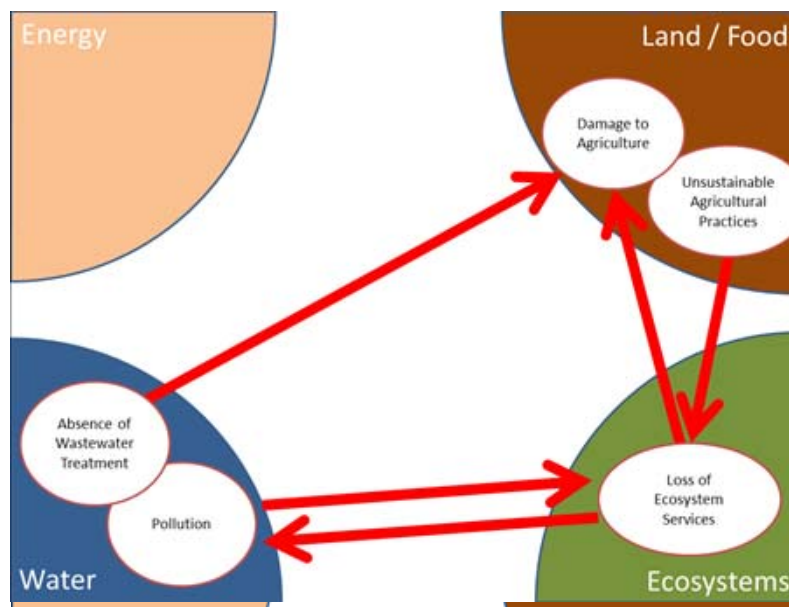 Energy
Land / Food
Damage to
Agriculture
Unsustainable
Agricultural
Practices
Absence of
Wastewater
Treatment
Pollution
Loss of
Ecosystem
Services
Water
Ecosystems